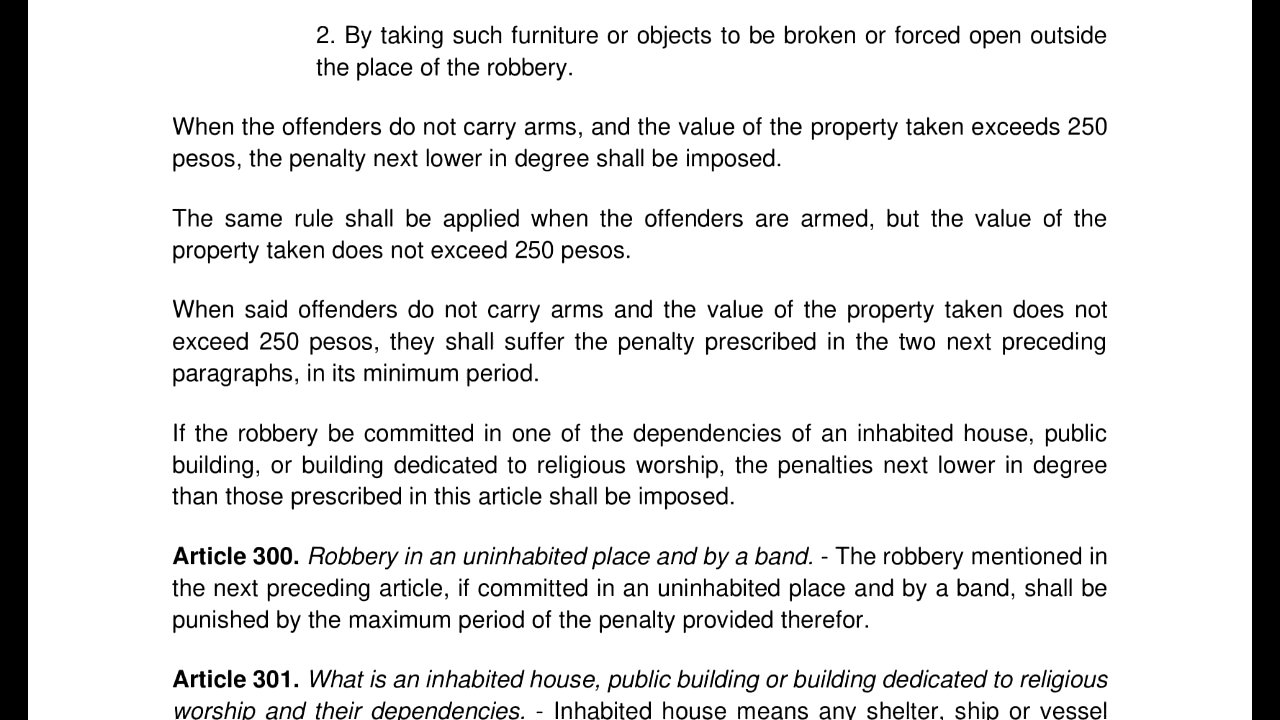 2. By taking such furniture or objects to be broken or forced open outside
the place of the robbery.
When the offenders do not carry arms, and the value of the property taken exceeds 250
pesos, the penalty next lower in degree shall be imposed.
The same rule shall be applied when the offenders are armed, but the value of the
property taken does not exceed 250 pesos.
When said offenders do not carry arms and the value of the property taken does not
exceed 250 pesos, they shall suffer the penalty prescribed in the two next preceding
paragraphs, in its minimum period.
If the robbery be committed in one of the dependencies of an inhabited house, public
building, or building dedicated to religious worship, the penalties next lower in degree
than those prescribed in this article shall be imposed.
Article 300. Robbery in an uninhabited place and by a band. - The robbery mentioned in
the next preceding article, if committed in an uninhabited place and by a band, shall be
punished by the maximum period of the penalty provided therefor.
Article 301. What is an inhabited house, public building or building dedicated to religious
worship and their dependencies. - Inhabited house means any shelter, ship or vessel